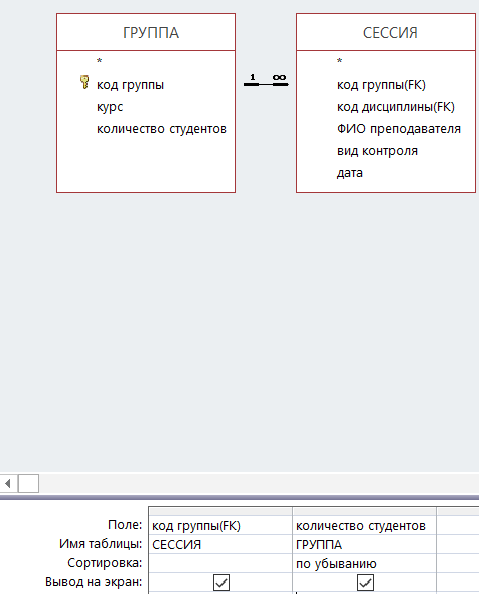 ГРУППА
*
код группы
курс
количество студентов
1 ∞
СЕССИЯ
*
код группы(FK)
код дисциплины(FK)
ФИО преподавателя
вид контроля
дата
Поле: код группы(FK) количество студентов
Имя таблицы: СЕССИЯ ГРУППА
Сортировка: по убыванию
Вывод на экран: